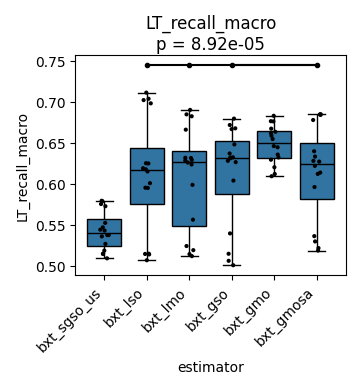 LT_recall_macro
p = 8.92e-05
LT_recall_macro
0.75
0.70
0.65
0.60
0.55
0.50
bxt_sgso_us
bxt_lso
bxt_lmo
bxt_gso
bxt_gmo
bxt_gmosa
estimator